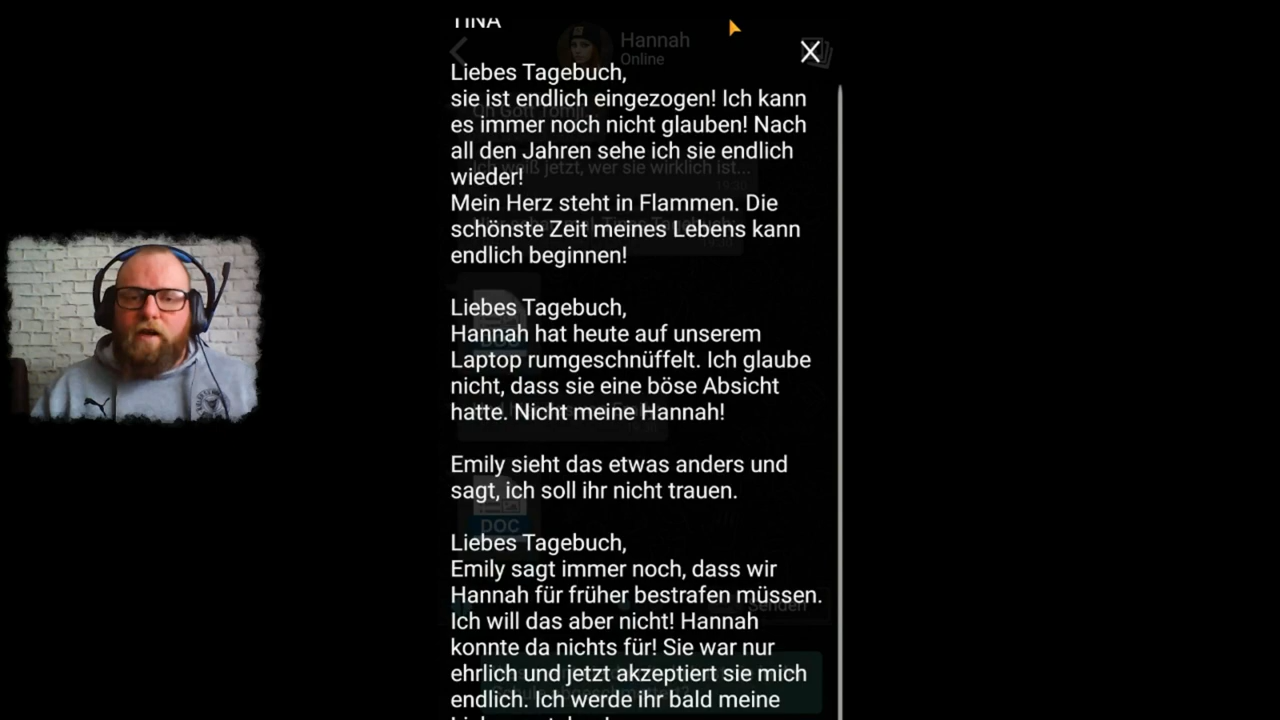 TINA
Hannah
Online
Liebes Tagebuch,
sie ist endlich eingezogen! Ich kann
es immer noch nicht glauben! Nach
all den Jahren sehe ich sie endlich
wieder!
Mein Herz steht in Flammen. Die
schönste Zeit meines Lebens kann
endlich beginnen!
Liebes Tagebuch,
Hannah hat heute auf unserem
Laptop rumgeschnüffelt. Ich glaube
nicht, dass sie eine böse Absicht
hatte. Nicht meine Hannah!
Emily sieht das etwas anders und
sagt, ich soll ihr nicht trauen.
DOC
Liebes Tagebuch,
Emily sagt immer noch, dass wir
Hannah für früher bestrafen müssen.
Senden
Ich will das aber nicht! Hannah
konnte da nichts für! Sie war nur
ehrlich und jetzt akzeptiert sie mich
endlich. Ich werde ihr bald meine